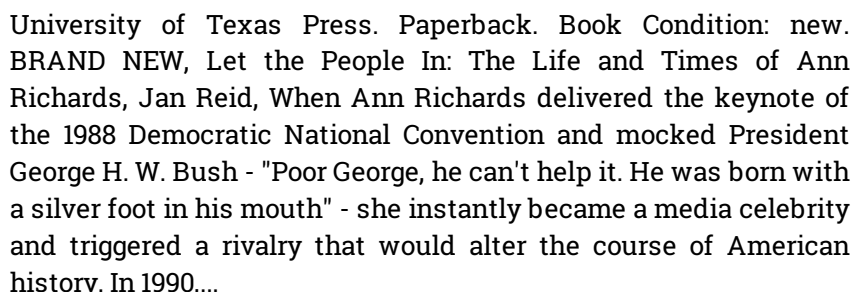 University of Texas Press. Paperback. Book Condition: new.
BRAND NEW, Let the People In: The Life and Times of Ann
Richards, Jan Reid, When Ann Richards delivered the keynote of
the 1988 Democratic National Convention and mocked President
George H. W. Bush - "Poor George, he can't help it. He was born with
a silver foot in his mouth" - she instantly became a media celebrity
and triggered a rivalry that would alter the course of American
history. In 1990....